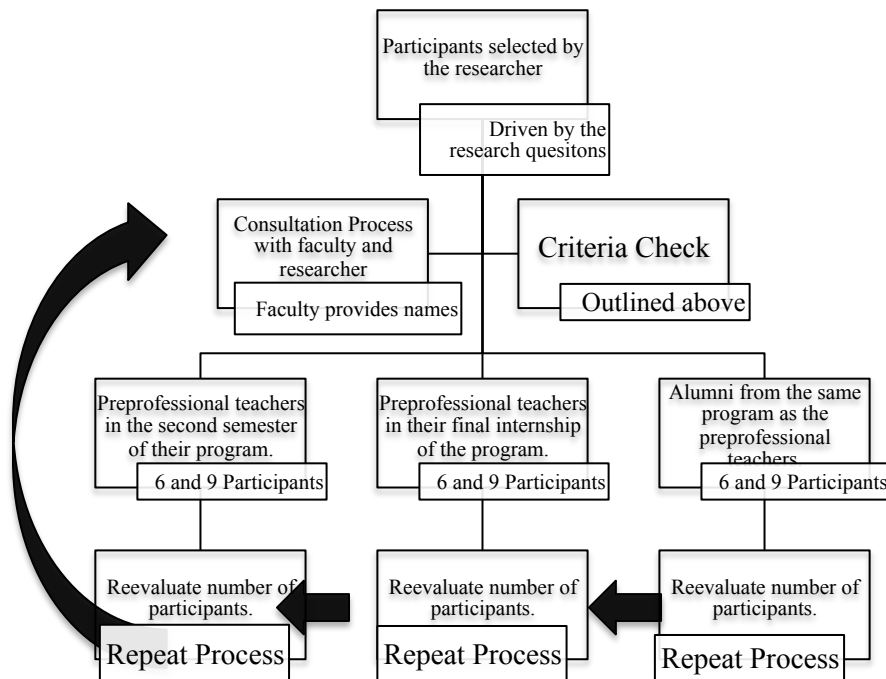 Participants selected by
the researcher
Driven by the
research quesitons
Consultation Process
with faculty and
researcher
Faculty provides names
Criteria Check
Outlined above
Preprofessional teachers
in the second semester
of their program.
6 and 9 Participants
Preprofessional teachers
in their final internship
of the program.
6 and 9 Participants
Alumni from the same
program as the
preprofessional
teachers
6 and 9 Participants
Reevaluate number of
participants.
Repeat Process
Reevaluate number of
participants.
Repeat Process
Reevaluate number of
participants.
Repeat Process